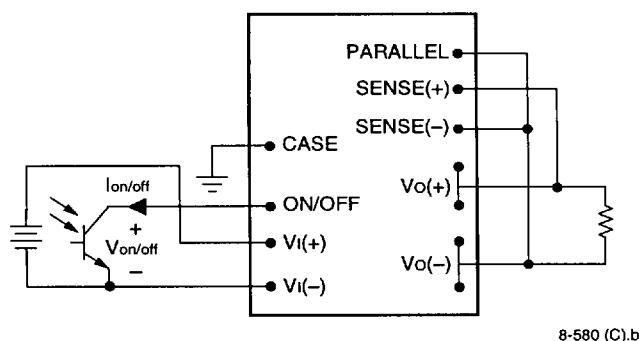 PARALLEL
SENSE(+)
SENSE(–)
CASE
Ion/off
ON/OFF
VO(+)
+
Von/off
–
VI(+)
VO(–)
VI(–)
8-580 (C).b